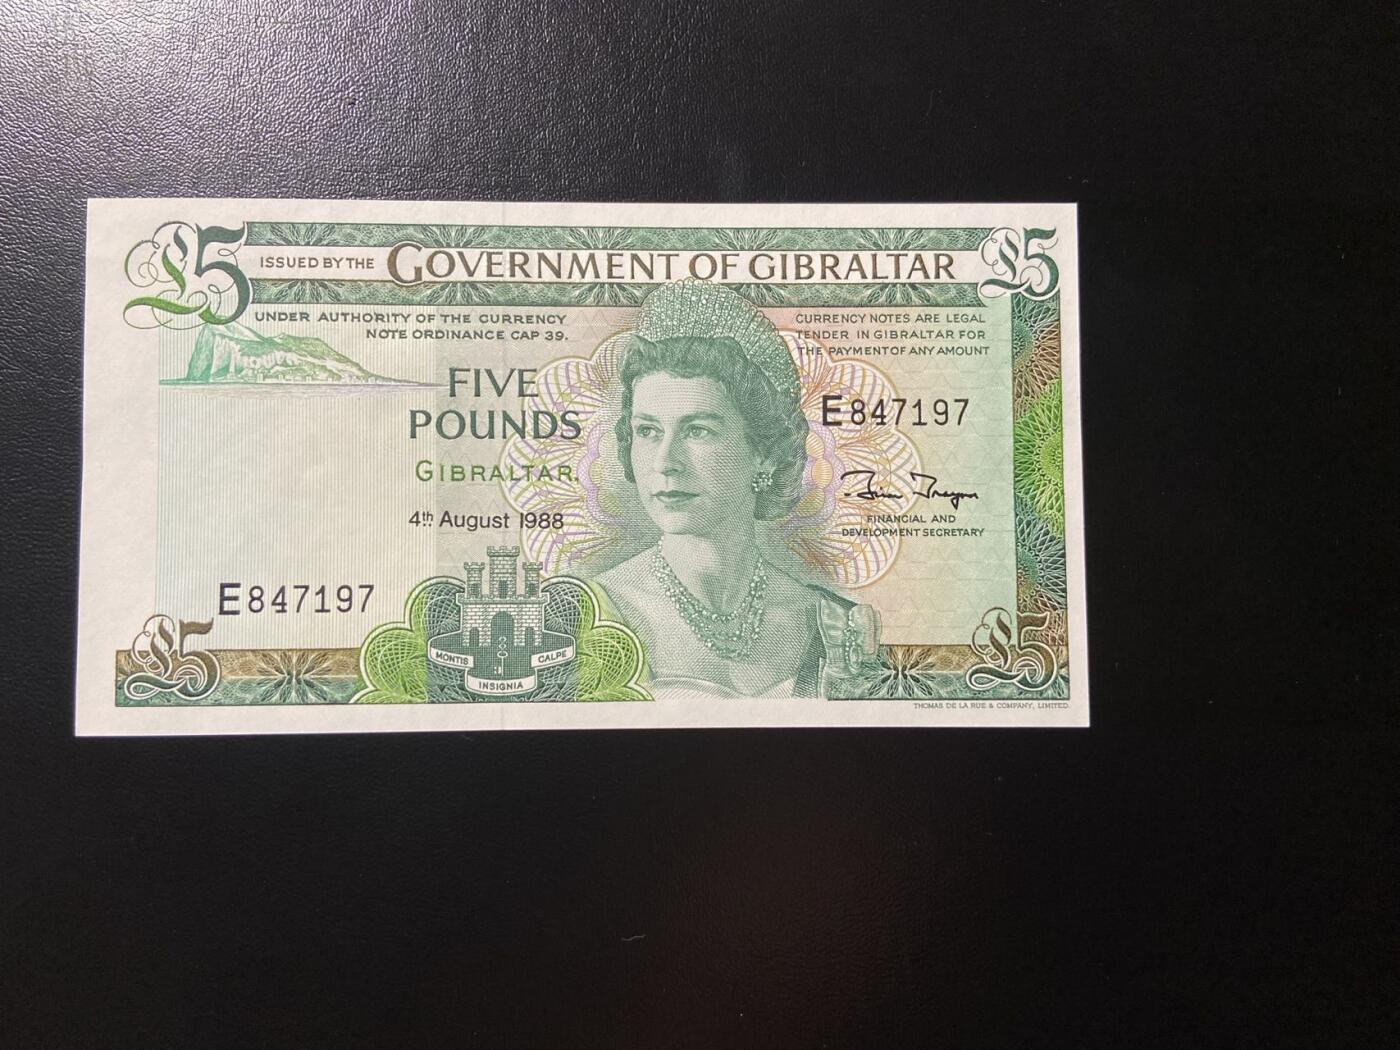 £5
ISSUED BY THE GOVERNMENT OF GIBRALTAR
£5
UNDER AUTHORITY OF THE CURRENCY
NOTE ORDINANCE CAP 39.
CURRENCY NOTES ARE LEGAL
TENDER IN GIBRALTAR FOR
THE PAYMENT OF ANY AMOUNT
FIVE
POUNDS
GIBRALTAR,
4th August 1988
E847197
FINANCIAL AND
DEVELOPMENT SECRETARY
E847197
MONTIS
CALPE
INSIGNIA
£5
£5
THOMAS DE LA RUE & COMPANY, LIMITED.